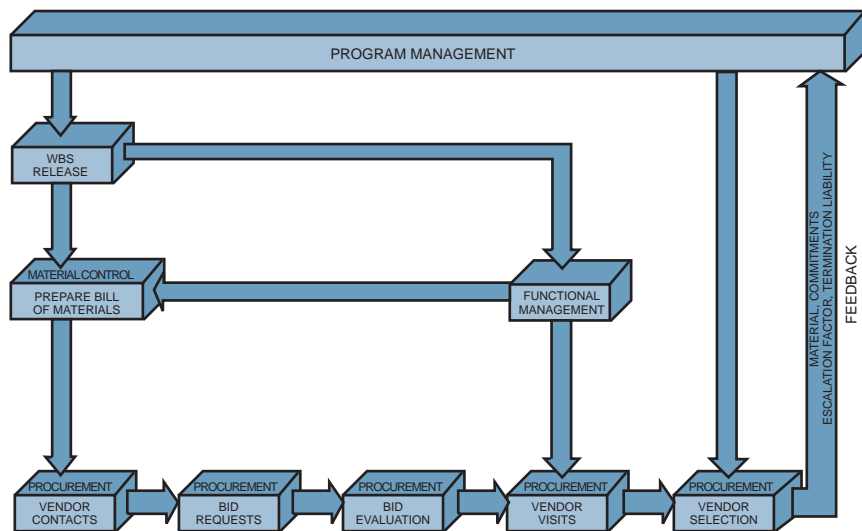 PROGRAM MANAGEMENT
WBS
RELEASE
MATERIAL CONTROL
PREPARE BILL
OF MATERIALS
FUNCTIONAL
MANAGEMENT
MATERIAL, COMMITMENTS
ESCALATION FACTOR, TERMINATION LIABILITY
FEEDBACK
PROCUREMENT
VENDOR
CONTACTS
PROCUREMENT
BID
REQUESTS
PROCUREMENT
BID
EVALUATION
PROCUREMENT
VENDOR
VISITS
PROCUREMENT
VENDOR
SELECTION